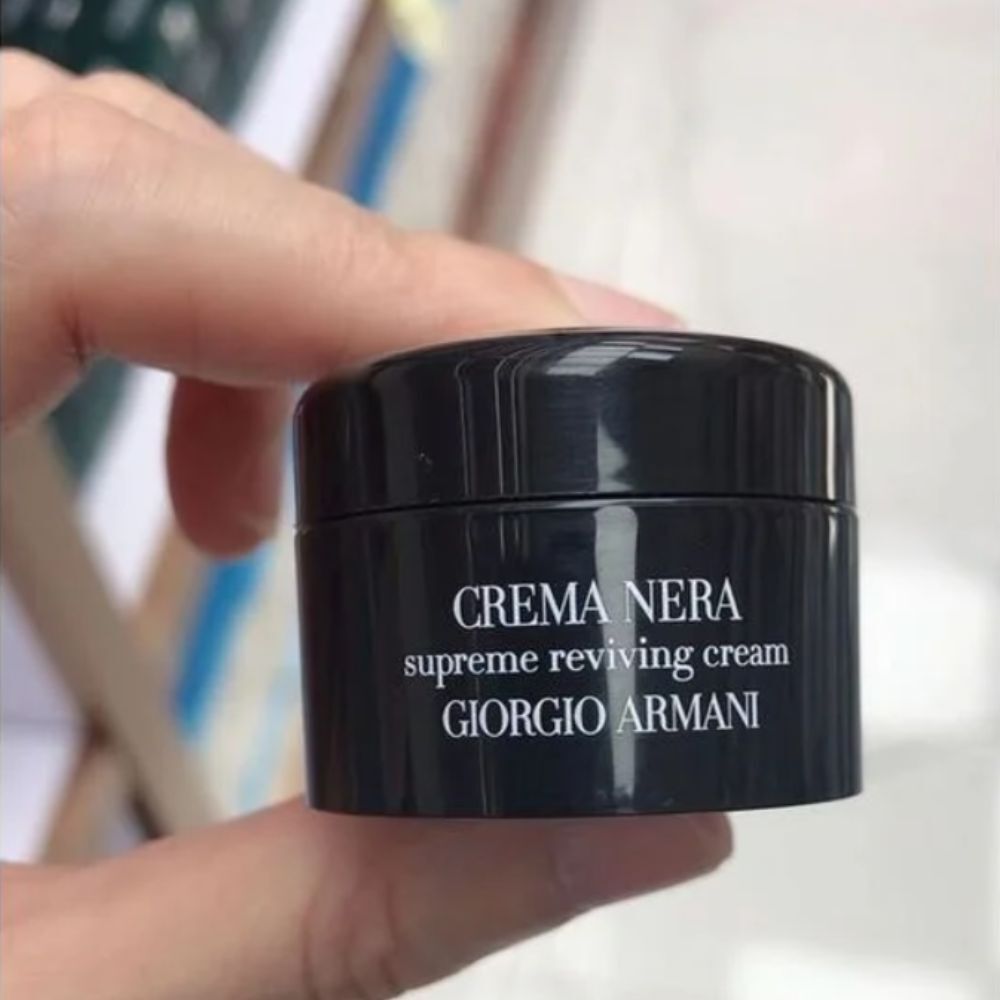 CREMA NERA
supreme reviving cream
GIORGIO ARMANI